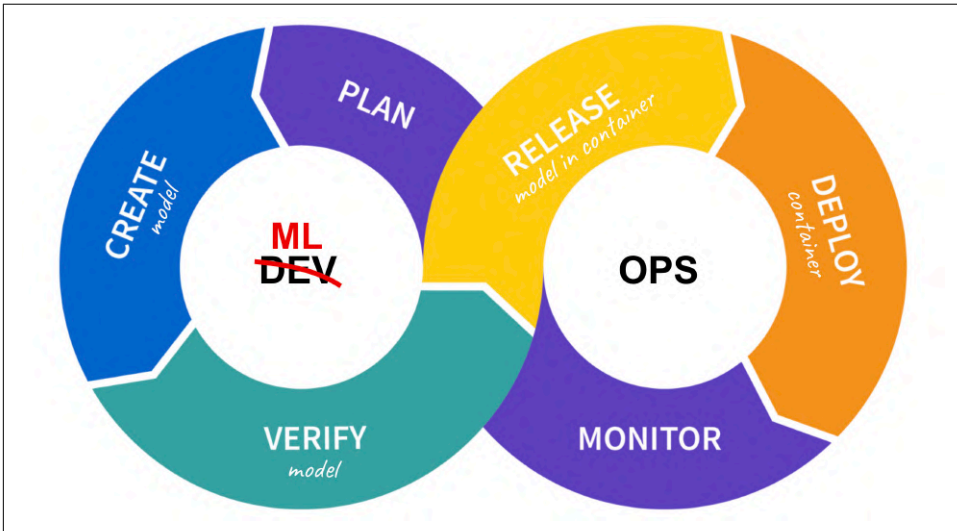 PLAN
CREATE
model
ML
DEV
VERIFY
model
RELEASE
model in container
DEPLOY
container
OPS
MONITOR